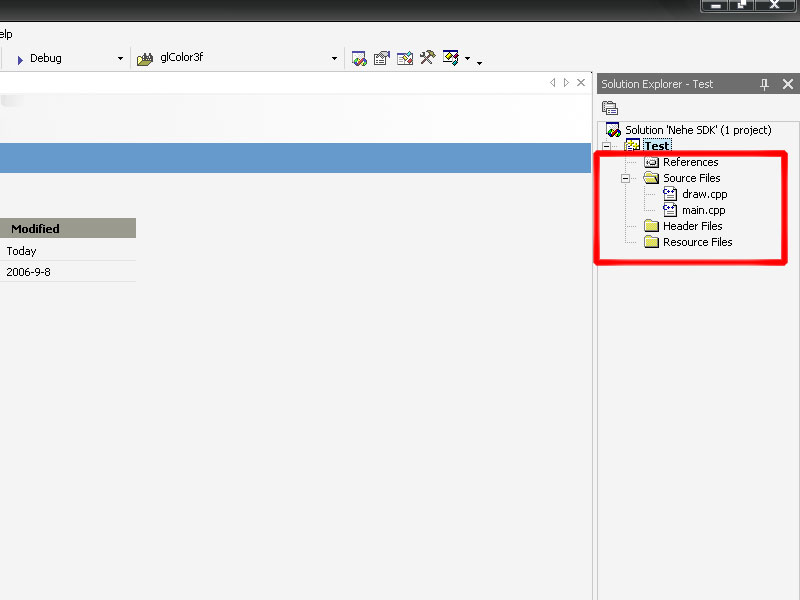 elp
Debug
glColor3f
Solution Explorer - Test
Solution 'Nehe SDK' (1 project)
Test
References
Source Files
draw.cpp
main.cpp
Header Files
Resource Files
Modified
Today
2006-9-8